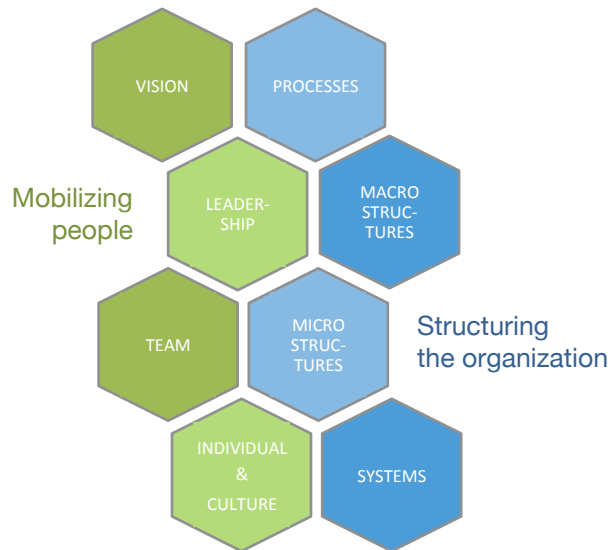 VISION
PROCESSES
Mobilizing
people
LEADER-
SHIP
MACRO
STRUC-
TURES
TEAM
MICRO
STRUC-
TURES
Structuring
the organization
INDIVIDUAL
&
CULTURE
SYSTEMS